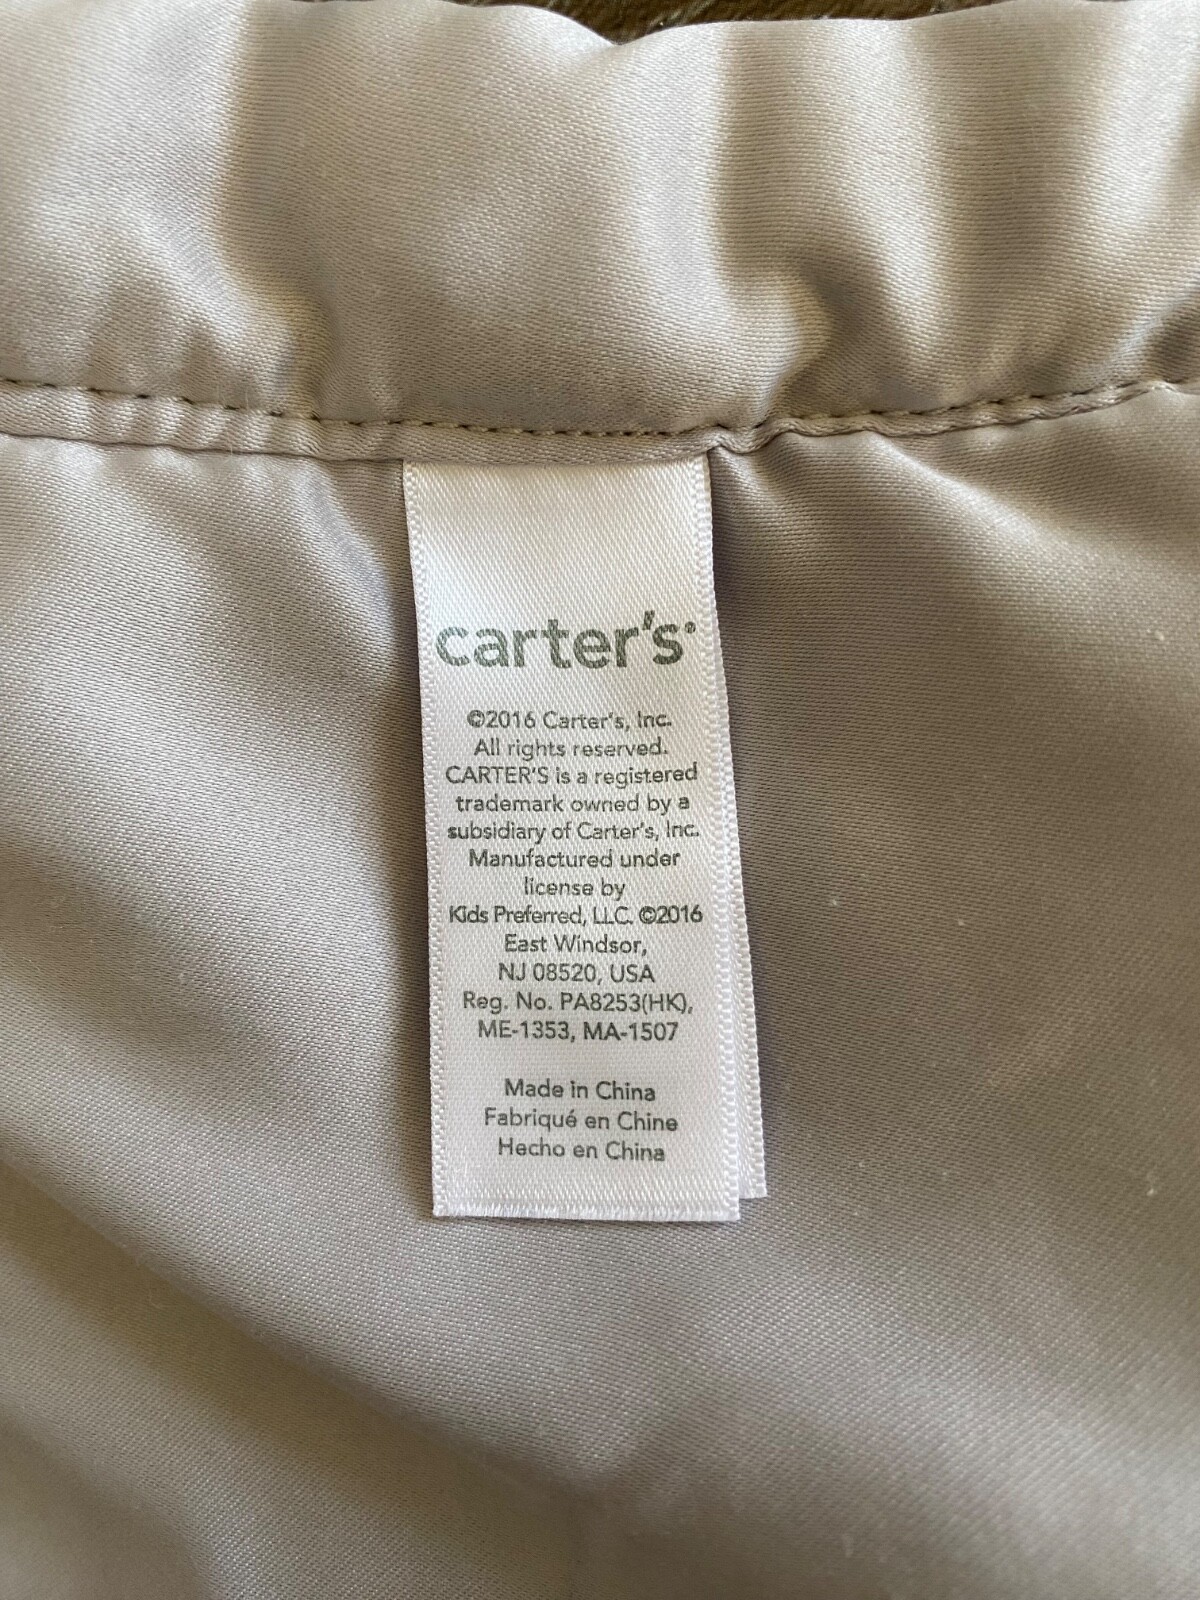 carter's®
©2016 Carter's, Inc.
All rights reserved.
CARTER'S is a registered
trademark owned by a
subsidiary of Carter's, Inc.
Manufactured under
license by
Kids Preferred, LLC. ©2016
East Windsor,
NJ 08520, USA
Reg. No. PA8253(HK),
ME-1353, MA-1507
Made in China
Fabriqué en Chine
Hecho en China